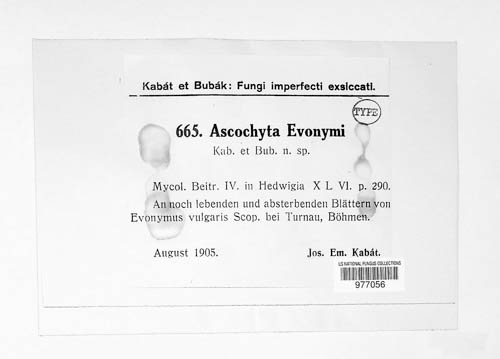 Kabát et Bubák: Fungi imperfecti exsiccati.
TYPE
665. Ascochyta Evonymi
Kab. et Bub. n. sp.
Mycol. Beitr. IV. in Hedwigia X L VI. p. 290.
An noch lebenden und absterbenden Blättern von
Evonymus vulgaris Scop. bei Turnau, Böhmen.
August 1905.
Jos. Em. Kabát.
US NATIONAL FUNGUS COLLECTIONS
977056